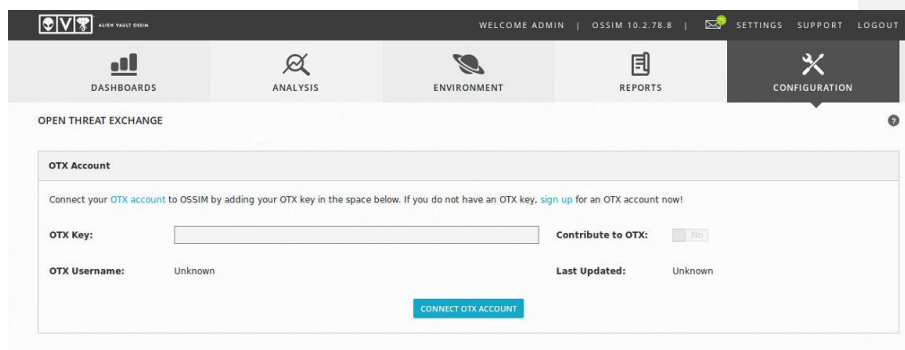 ALIEN VAULT OSSIM WELCOME ADMIN | OSSIM 10.2.78.8 | SETTINGS SUPPORT LOGOUT
DASHBOARDS ANALYSIS ENVIRONMENT REPORTS CONFIGURATION
OPEN THREAT EXCHANGE ?
OTX Account
Connect your OTX account to OSSIM by adding your OTX key in the space below. If you do not have an OTX key, sign up for an OTX account now!
OTX Key: Contribute to OTX: No
OTX Username: Unknown Last Updated: Unknown
CONNECT OTX ACCOUNT